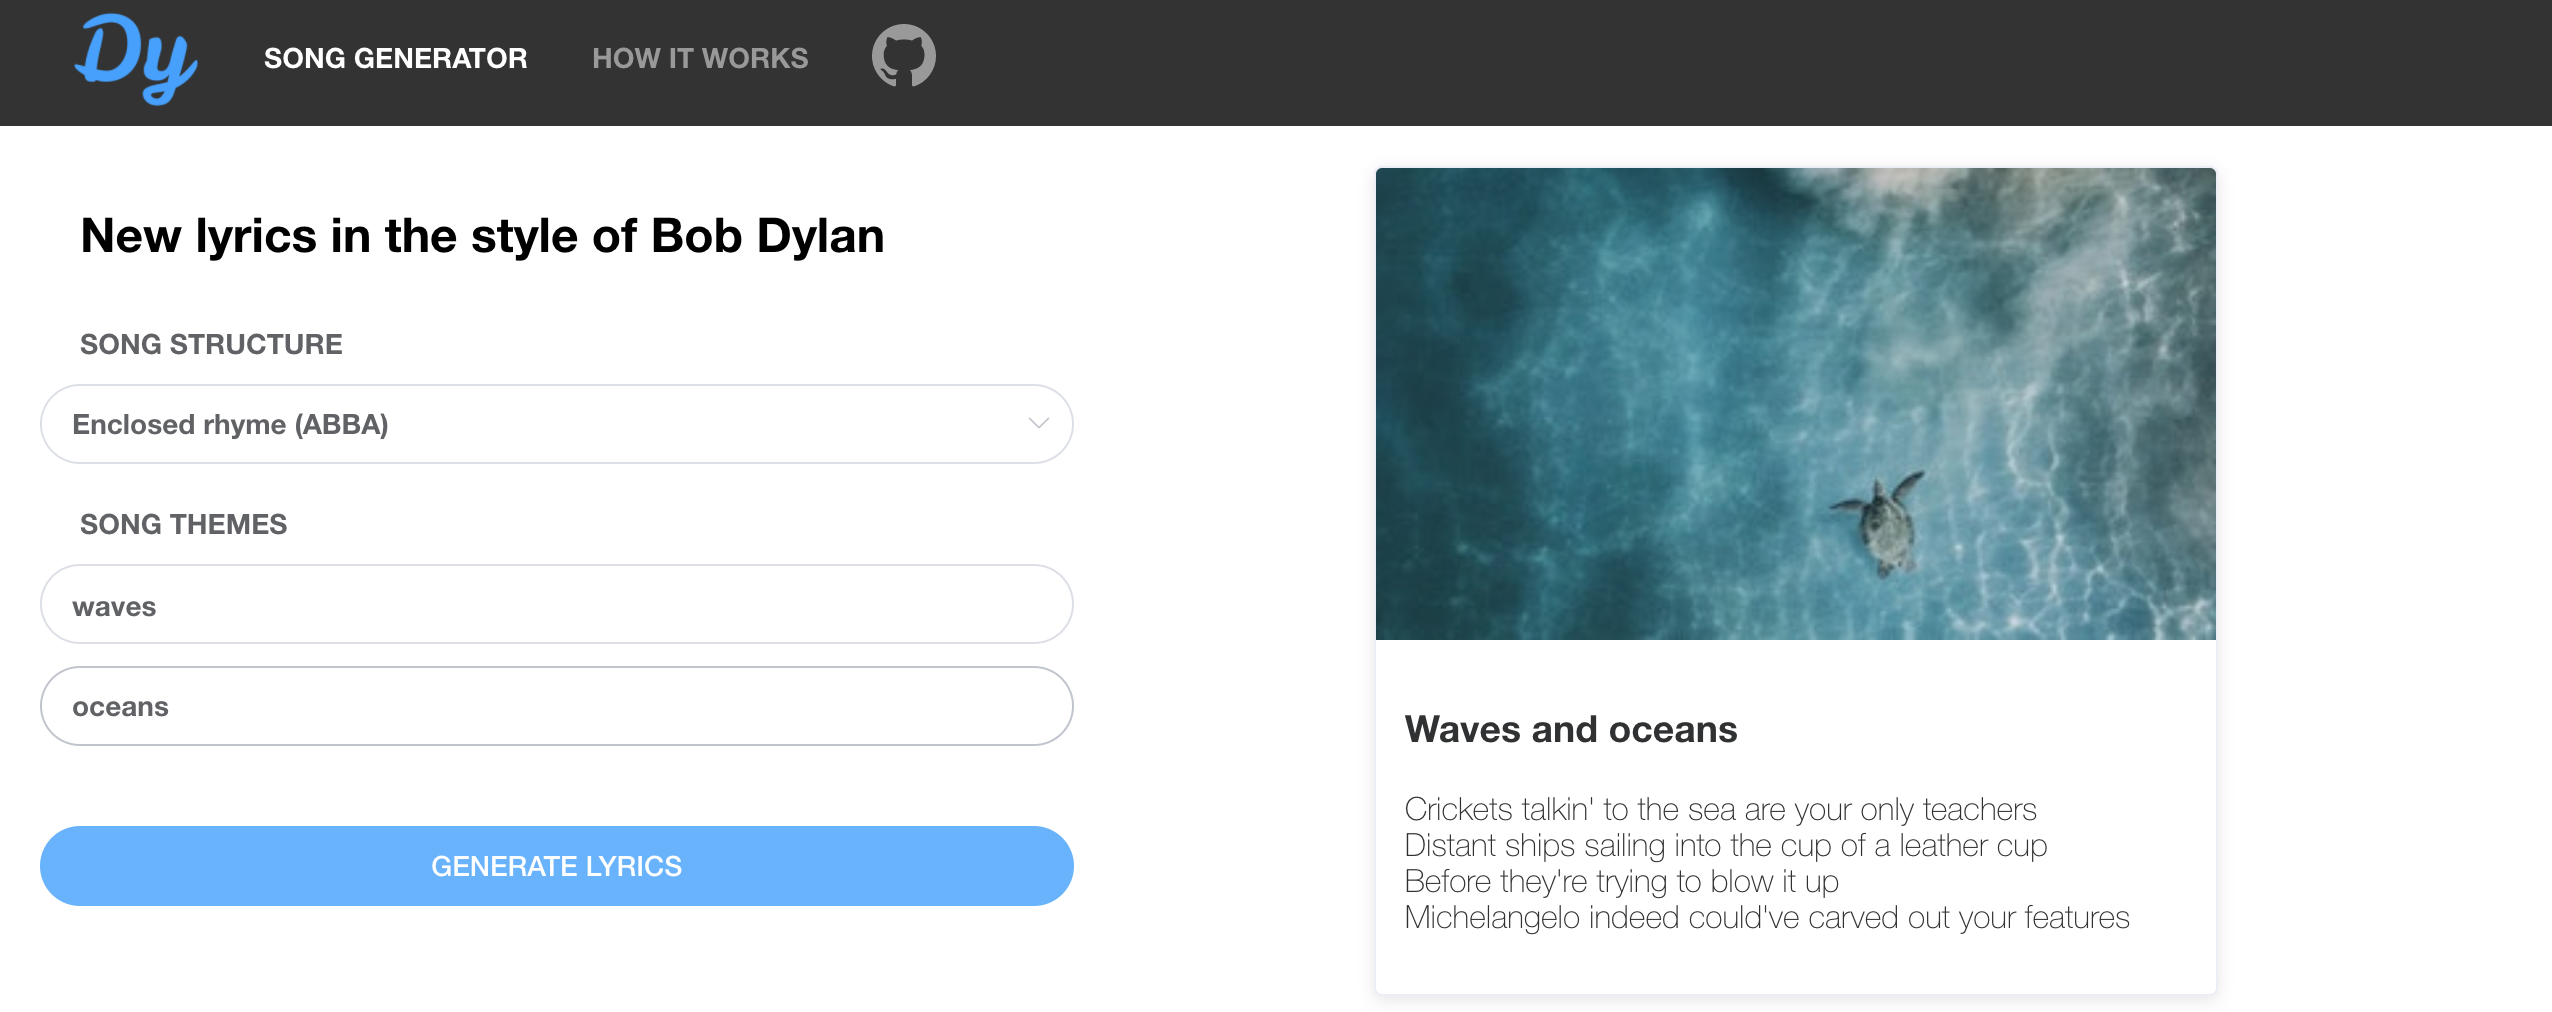 Dy
SONG GENERATOR
HOW IT WORKS
New lyrics in the style of Bob Dylan
SONG STRUCTURE
Enclosed rhyme (ABBA)
SONG THEMES
waves
oceans
GENERATE LYRICS
Waves and oceans
Crickets talkin' to the sea are your only teachers
Distant ships sailing into the cup of a leather cup
Before they're trying to blow it up
Michelangelo indeed could've carved out your features